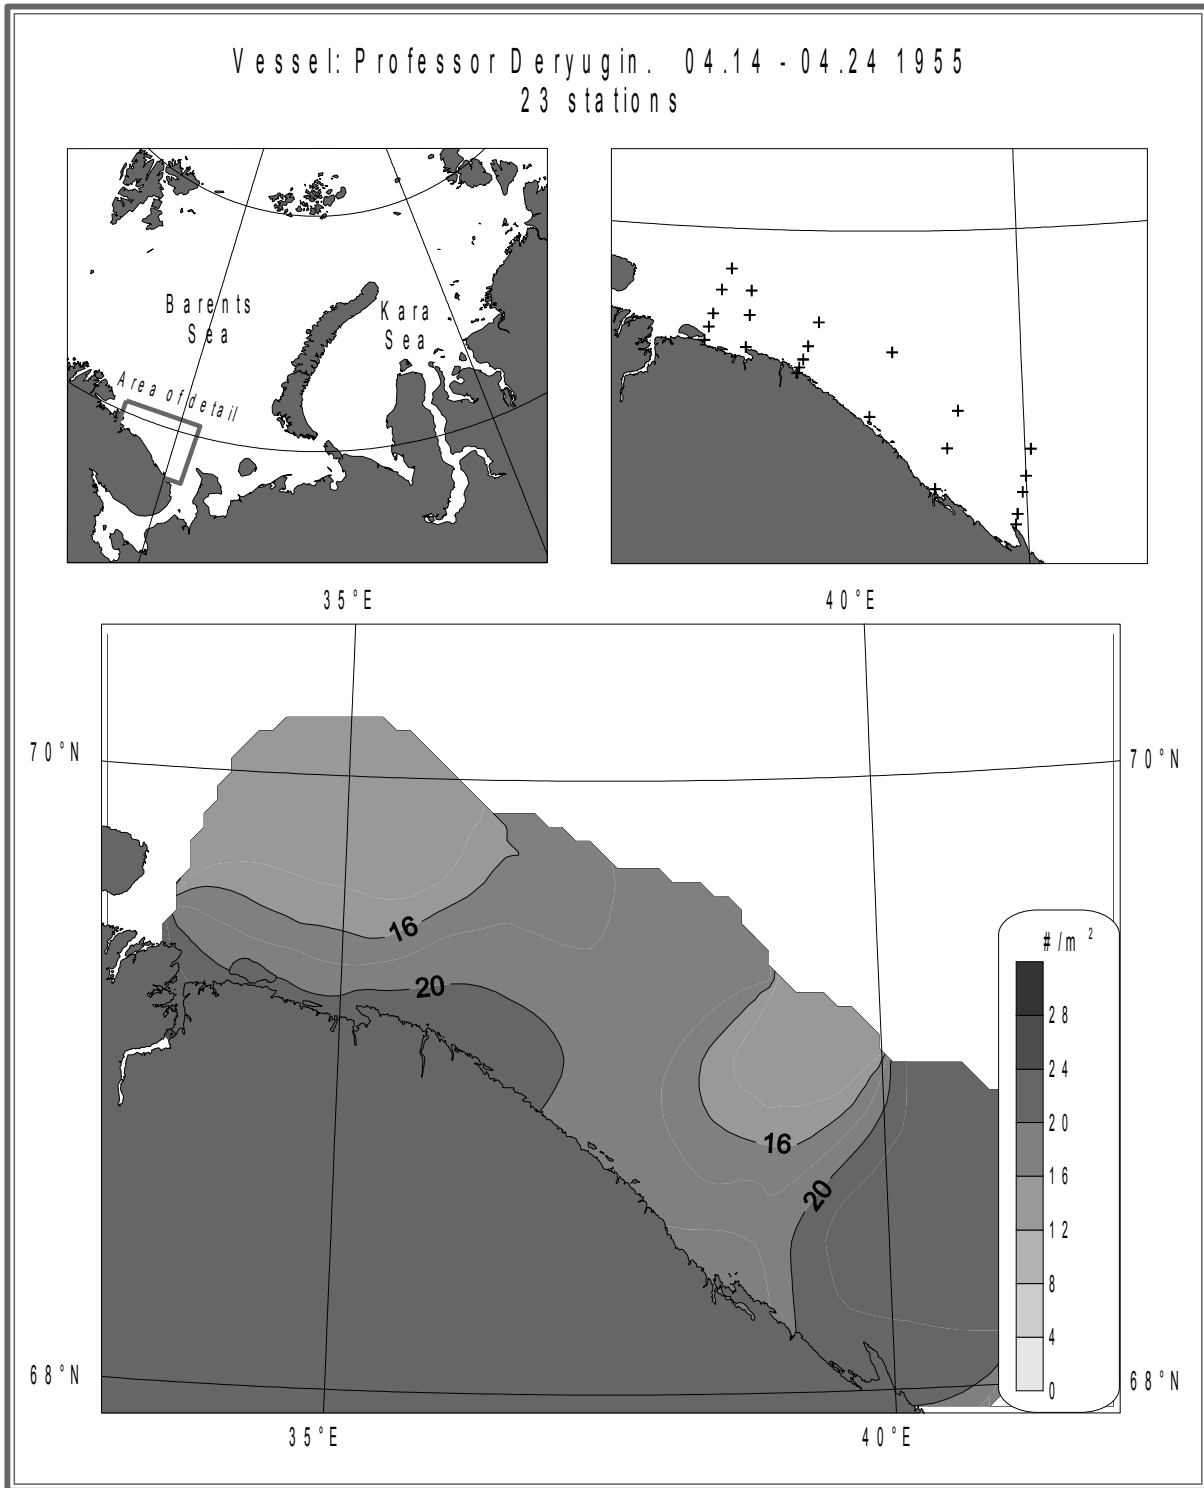 Vessel: Professor Deryugin. 04.14 - 04.24 1955
23 stations
Barents
Sea
Kara
Sea
Area of detail
35°E
40°E
70°N
70°N
16
20
16
20
#/m²
28
24
20
16
12
8
4
0
68°N
68°N
35°E
40°E